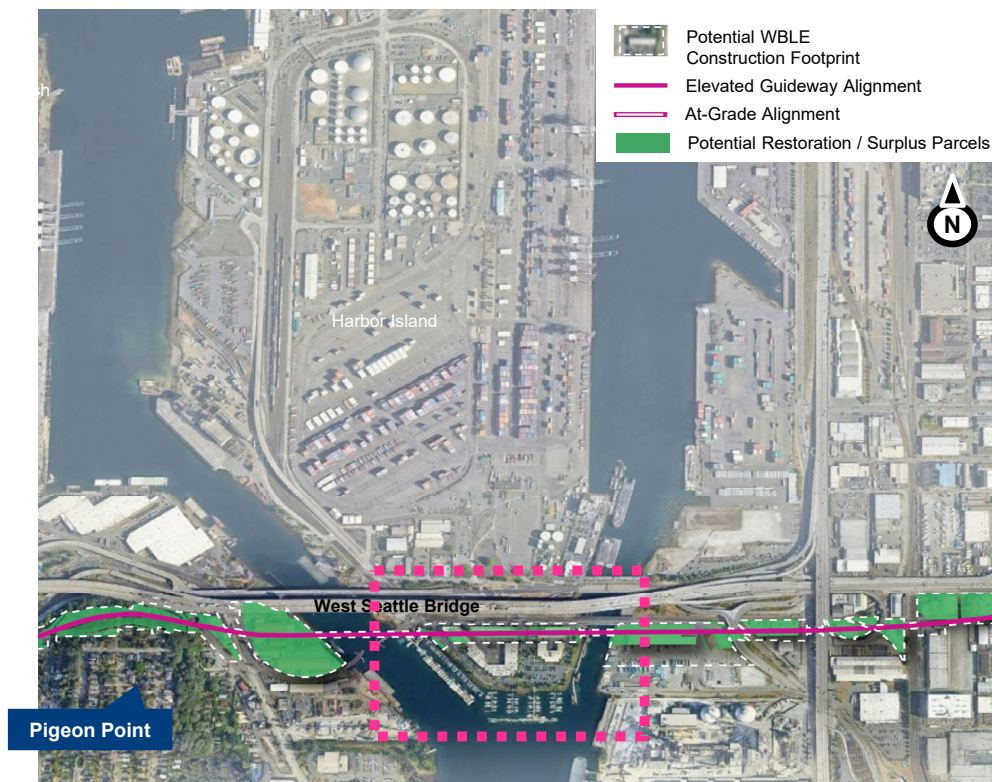 Potential WBLE
Construction Footprint
Elevated Guideway Alignment
At-Grade Alignment
Potential Restoration / Surplus Parcels
N
Harbor Island
West Seattle Bridge
Pigeon Point